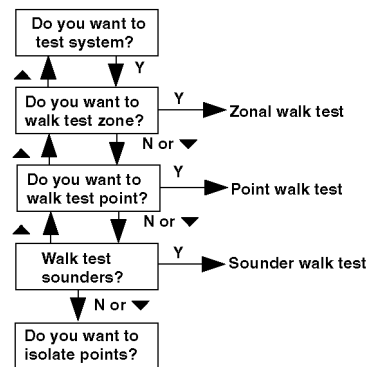 Do you want to
test system?
Y
Do you want to
walk test zone?
Y
Zonal walk test
N or
Do you want to
walk test point?
Y
Point walk test
N or
Walk test
sounders?
Y
Sounder walk test
N or
Do you want to
isolate points?